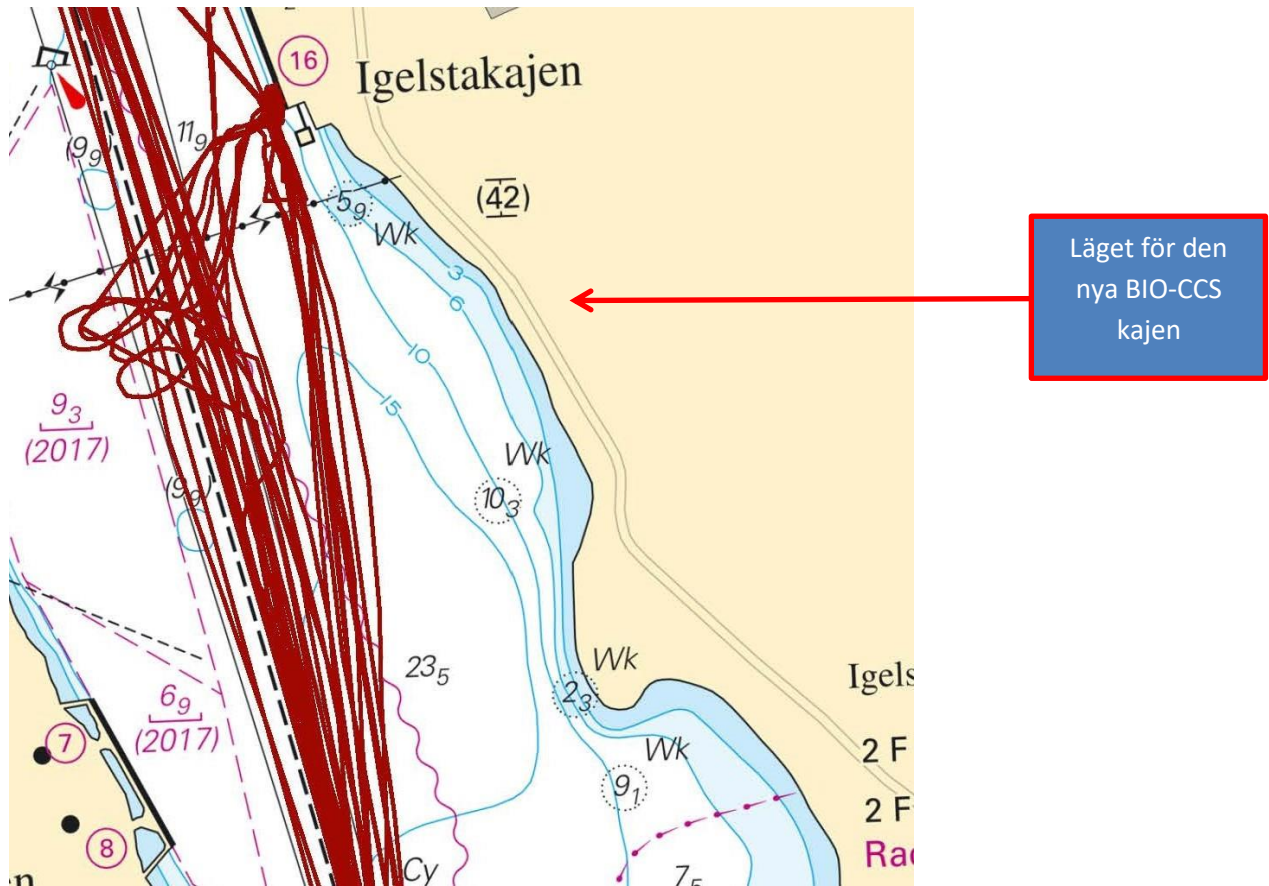 16
Igelstakajen
11₉
(9₉)
(42)
5₉
Wk
3
6
10
15
9₃
(2017)
Wk
(9₉)
10₃
23₅
Wk
Igels
2₃
6₉
(2017)
7
Wk
2 F
9₁
2 F
8
Rad
Cy
7₅
n
Läget för den
nya BIO-CCS
kajen